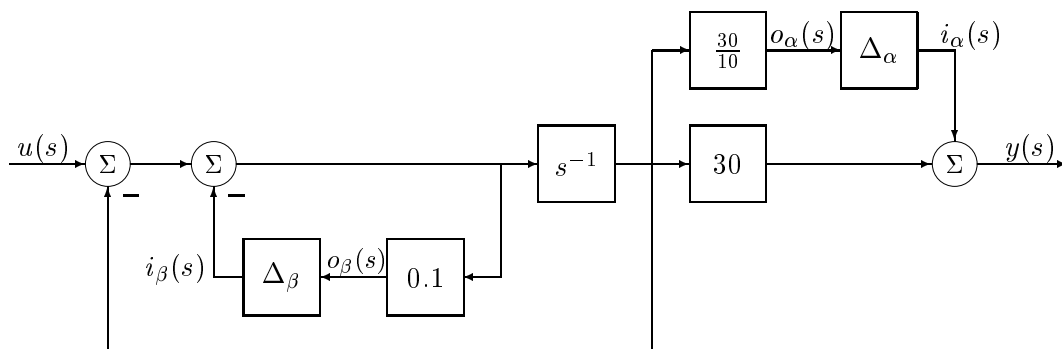 30
10
o_α(s)
Δ_α
i_α(s)
u(s)
Σ
Σ
s⁻¹
30
Σ
y(s)
−
−
i_β(s)
Δ_β
o_β(s)
0.1